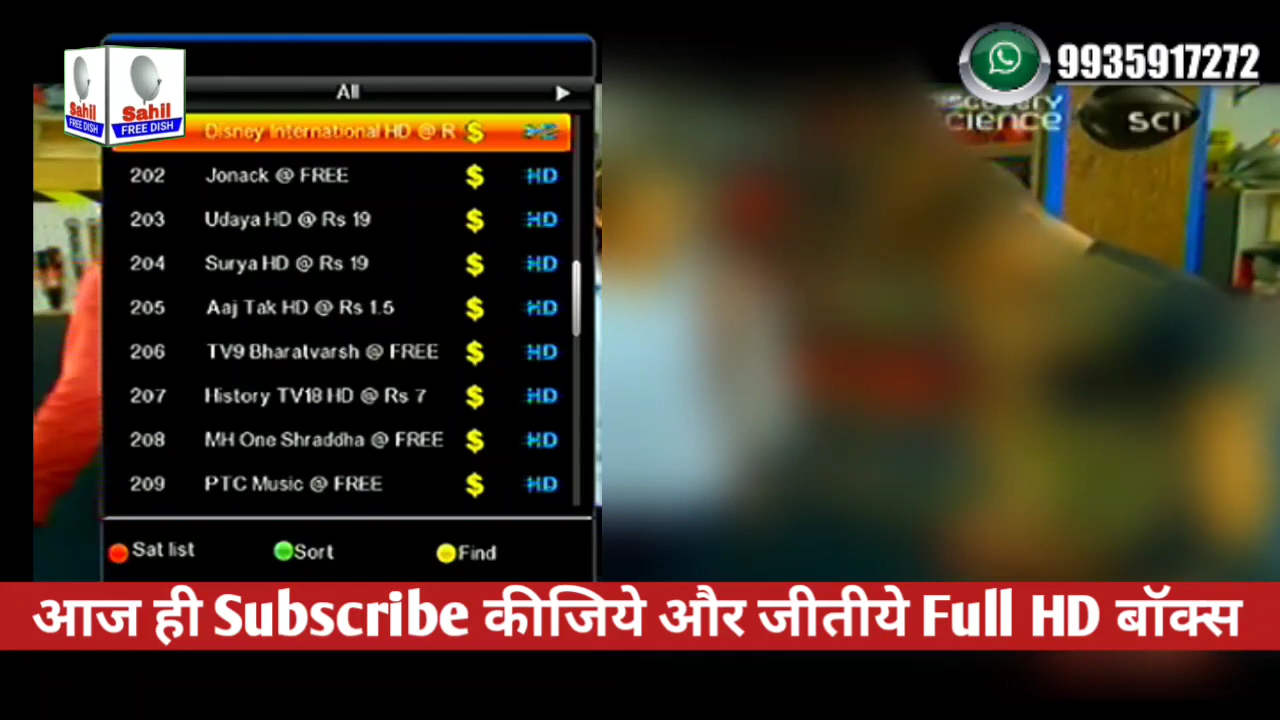 Sahil
FREE DISH
Sahil
FREE DISH
9935917272
All
Disney International HD @ R $
202 Jonack @ FREE $ HD
203 Udaya HD @ Rs 19 $ HD
204 Surya HD @ Rs 19 $ HD
205 Aaj Tak HD @ Rs 1.5 $ HD
206 TV9 Bharatvarsh @ FREE $ HD
207 History TV18 HD @ Rs 7 $ HD
208 MH One Shraddha @ FREE $ HD
209 PTC Music @ FREE $ HD
Sat list Sort Find
SCI
आज ही Subscribe कीजिये और जीतीये Full HD बॉक्स